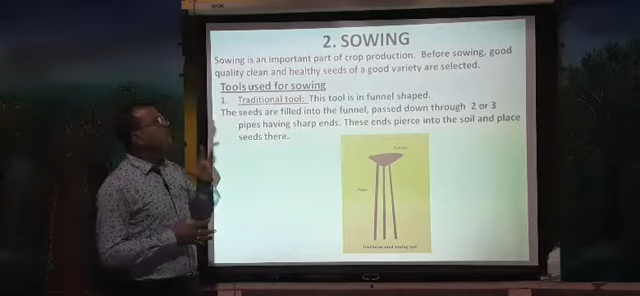 2. SOWING
Sowing is an important part of crop production. Before sowing, good
quality clean and healthy seeds of a good variety are selected.
Tools used for sowing
1. Traditional tool: This tool is in funnel shaped.
The seeds are filled into the funnel, passed down through 2 or 3
pipes having sharp ends. These ends pierce into the soil and place
seeds there.
Funnel
Pipes